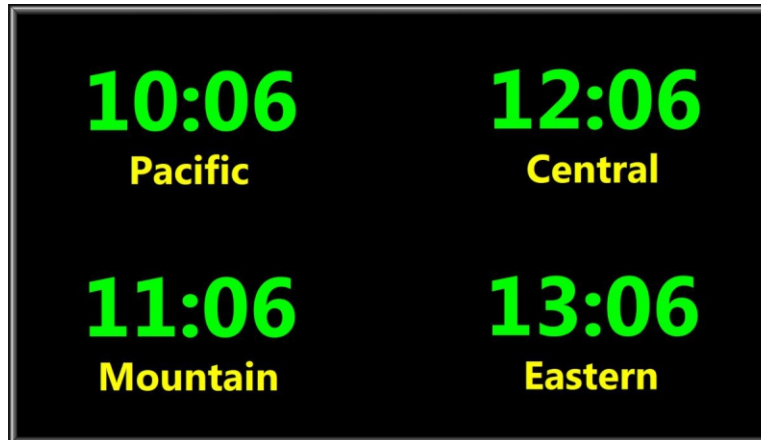 10:06
Pacific
12:06
Central
11:06
Mountain
13:06
Eastern